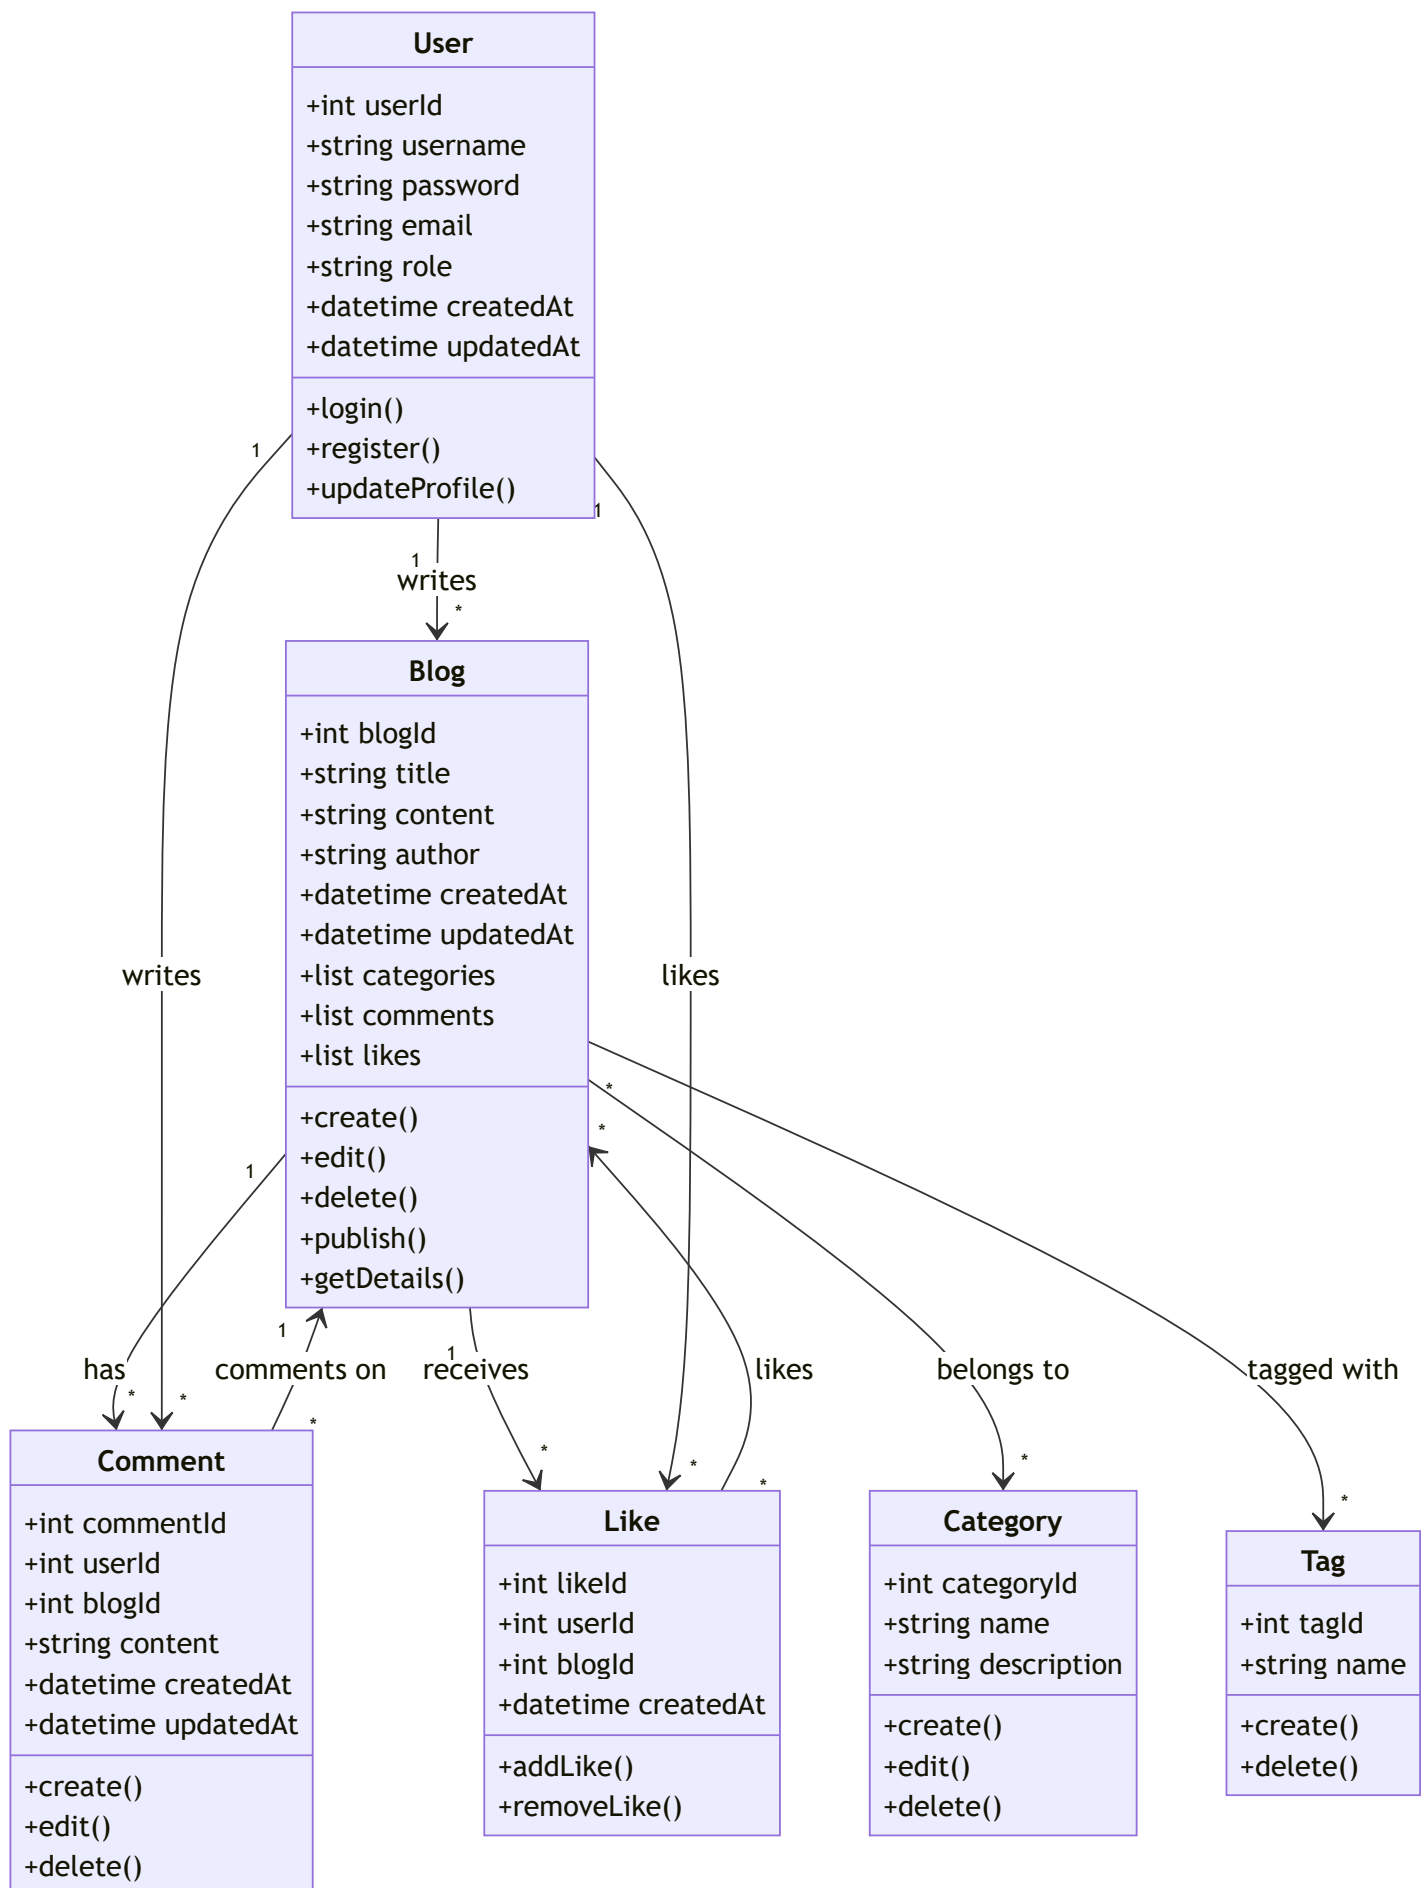 User
+int userId
+string username
+string password
+string email
+string role
+datetime createdAt
+datetime updatedAt
+login()
+register()
+updateProfile()
1
1
1
writes
*
Blog
+int blogId
+string title
+string content
+string author
+datetime createdAt
+datetime updatedAt
+list categories
+list comments
+list likes
+create()
+edit()
+delete()
+publish()
+getDetails()
writes
likes
*
*
1
1
1
has
comments on
receives
likes
belongs to
tagged with
*
*
*
*
*
*
*
*
Comment
+int commentId
+int userId
+int blogId
+string content
+datetime createdAt
+datetime updatedAt
+create()
+edit()
+delete()
Like
+int likeId
+int userId
+int blogId
+datetime createdAt
+addLike()
+removeLike()
Category
+int categoryId
+string name
+string description
+create()
+edit()
+delete()
Tag
+int tagId
+string name
+create()
+delete()